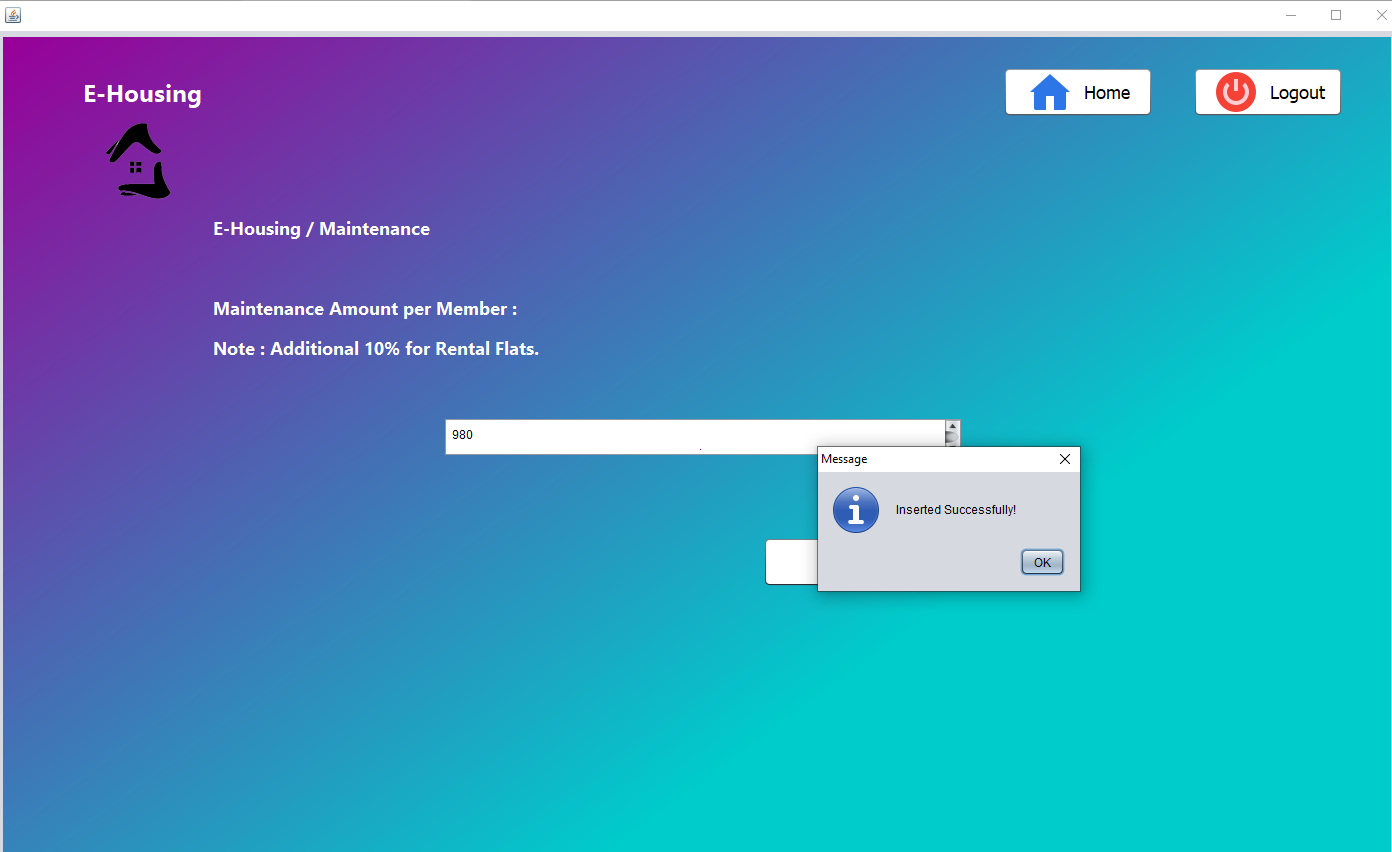 E-Housing
Home
Logout
E-Housing / Maintenance
Maintenance Amount per Member :
Note : Additional 10% for Rental Flats.
980
Message
Inserted Successfully!
OK